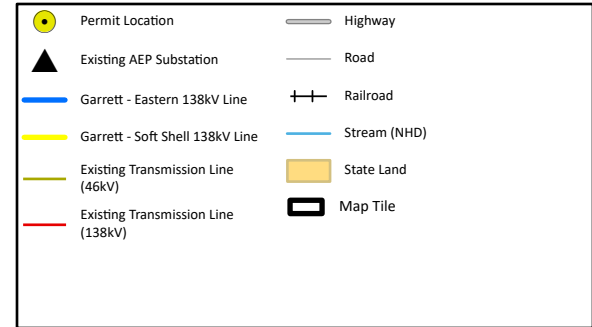 Permit Location
Existing AEP Substation
Garrett - Eastern 138kV Line
Garrett - Soft Shell 138kV Line
Existing Transmission Line
(46kV)
Existing Transmission Line
(138kV)
Highway
Road
Railroad
Stream (NHD)
State Land
Map Tile